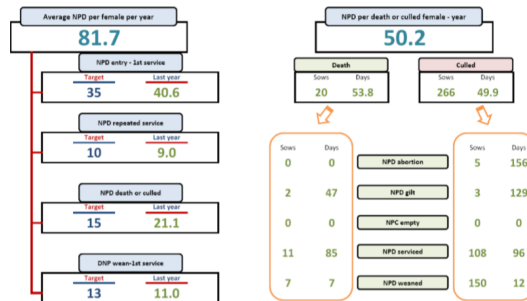 Average NPD per female per year
81.7
NPD entry - 1st service
Target Last year
35 40.6
NPD repeated service
Target Last year
10 9.0
NPD death or culled
Target Last year
15 21.1
DNP wean-1st service
Target Last year
13 11.0
NPD per death or culled female - year
50.2
Death Culled
Sows Days Sows Days
20 53.8 266 49.9
Sows Days Sows Days
0 0 NPD abortion 5 156
2 47 NPD gilt 3 129
0 0 NPC empty 0 0
11 85 NPD serviced 108 96
7 7 NPD weaned 150 12